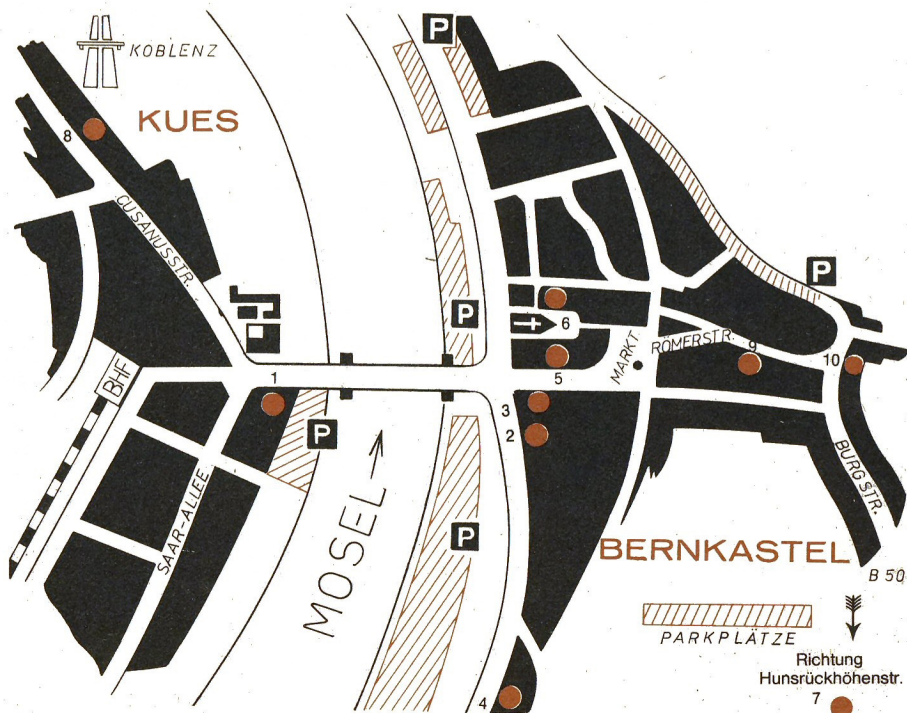 KOBLENZ
P
KUES
8
CUSANUSSTR.
P
P
6
MARKT
RÖMERSTR.
9
10
BHF
1
5
3
2
P
MOSEL
SAAR-ALLEE
P
BURGSTR.
BERNKASTEL
B 50
PARKPLÄTZE
Richtung
Hunsrückhöhenstr.
4
7